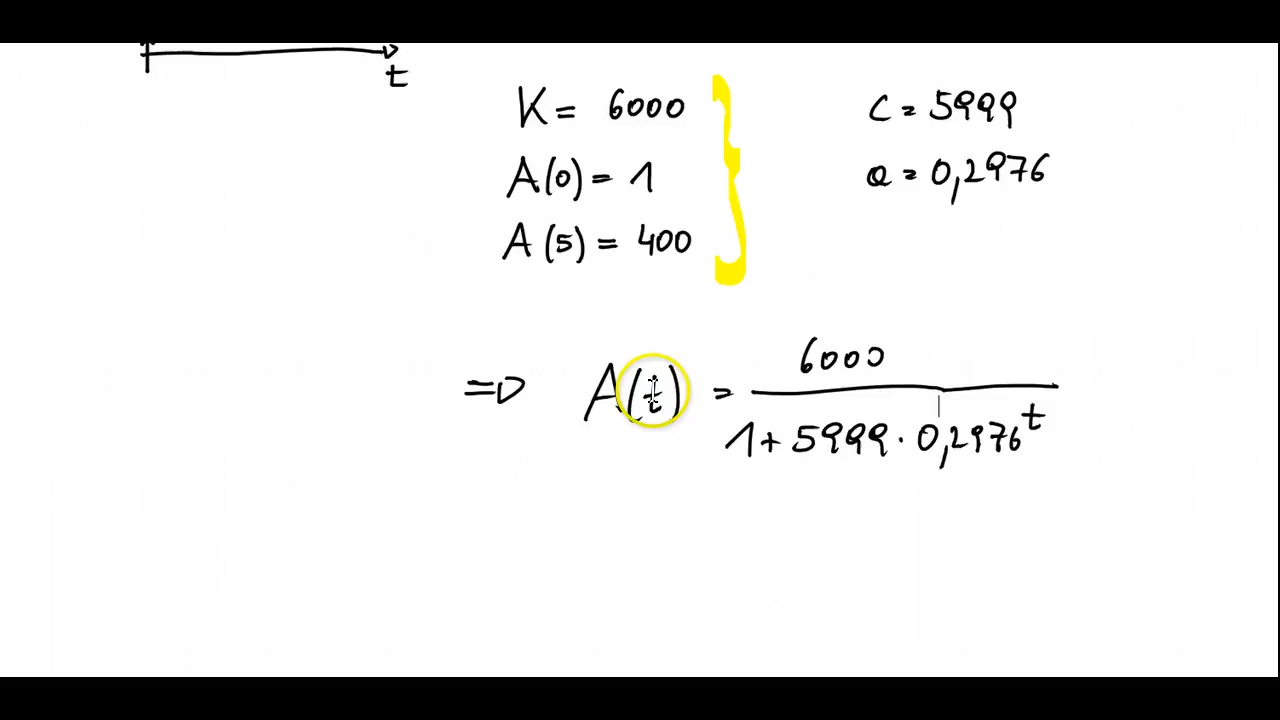 t
K = 6000
A(0) = 1
A(5) = 400
c = 5999
a = 0,2976
=> A(t) = 6000 / 1 + 5999 · 0,2976^t